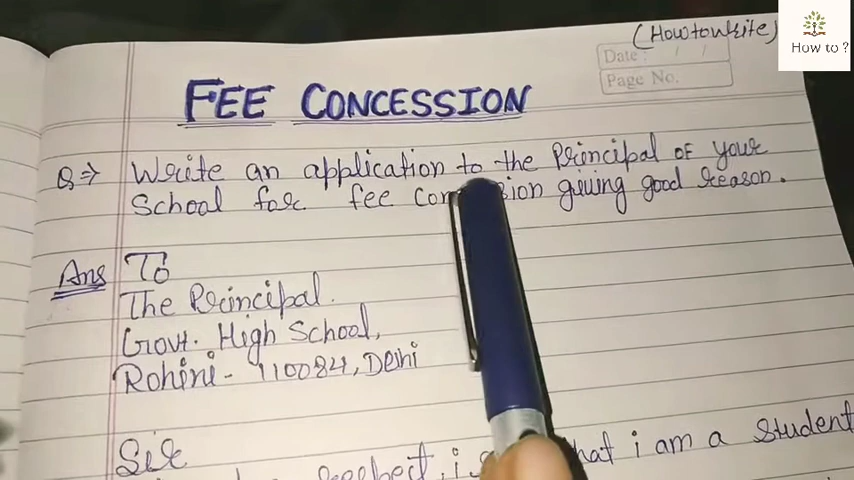 (Howtowrite)
How to ?
Date : / /
Page No.
FEE CONCESSION
Q⇒ Write an application to the Principal of your
School for fee con sion giving good reason.
Ans To
The Principal.
Govt. High School,
Rohini - 110084, Delhi
Sir
respect, i hat i am a student